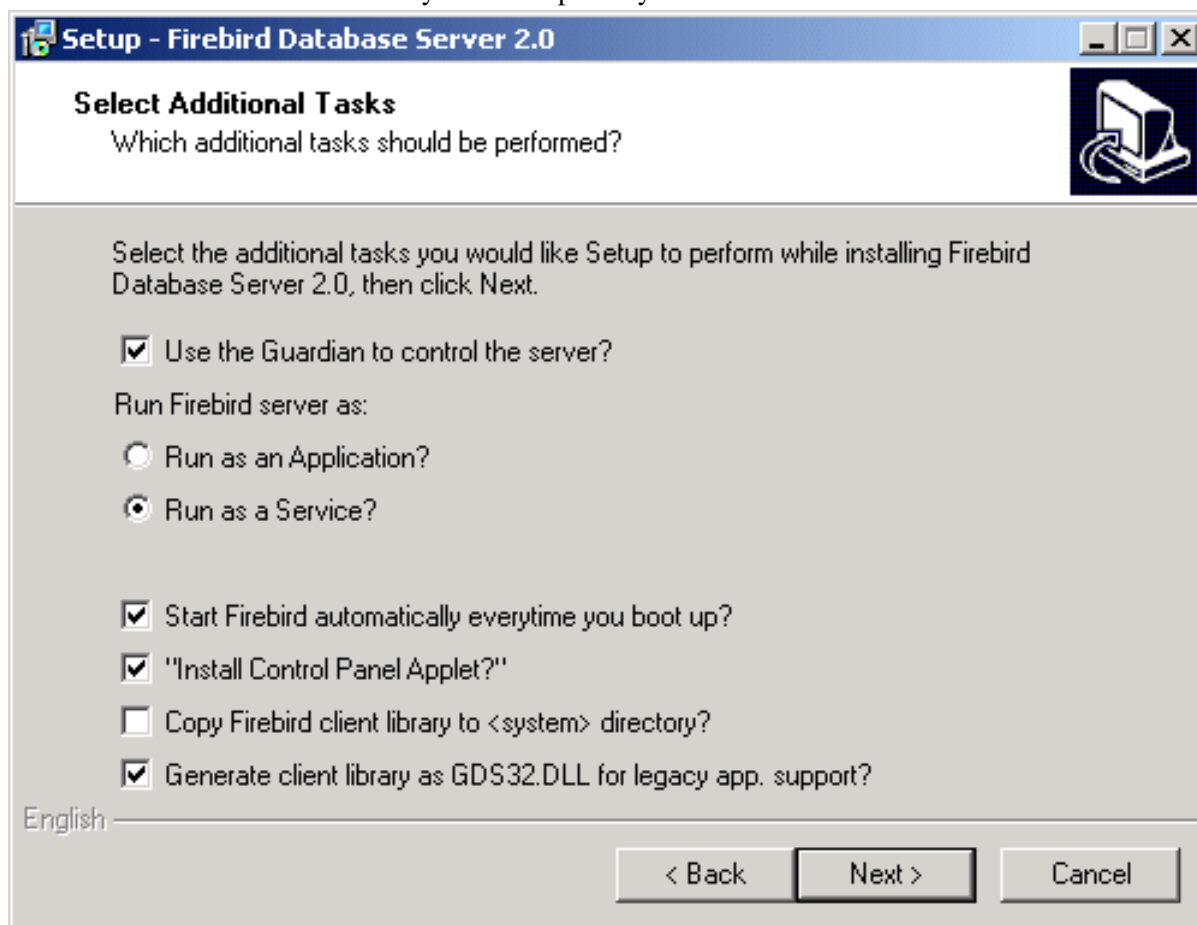 Setup - Firebird Database Server 2.0
Select Additional Tasks
Which additional tasks should be performed?
Select the additional tasks you would like Setup to perform while installing Firebird
Database Server 2.0, then click Next.
Use the Guardian to control the server?
Run Firebird server as:
Run as an Application?
Run as a Service?
Start Firebird automatically everytime you boot up?
"Install Control Panel Applet?"
Copy Firebird client library to <system> directory?
Generate client library as GDS32.DLL for legacy app. support?
English
< Back
Next >
Cancel